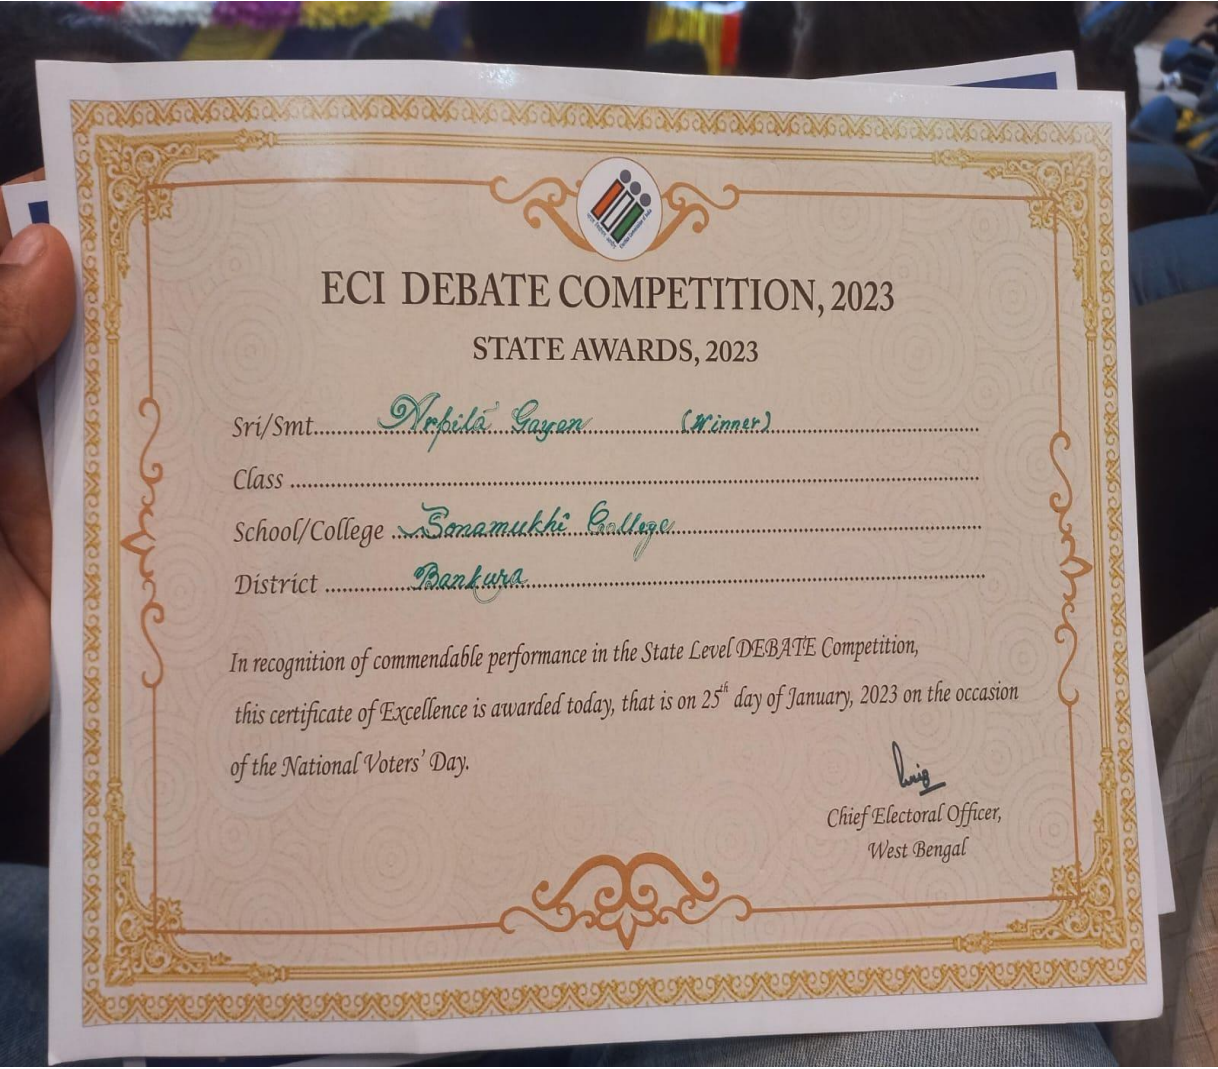 ECI DEBATE COMPETITION, 2023
STATE AWARDS, 2023
Sri/Smt.....Arpita Gayen (Winner)
Class .....
School/College .....Sonamukhi College
District .....Bankura
In recognition of commendable performance in the State Level DEBATE Competition,
this certificate of Excellence is awarded today, that is on 25th day of January, 2023 on the occasion
of the National Voters' Day.
Chief Electoral Officer,
West Bengal